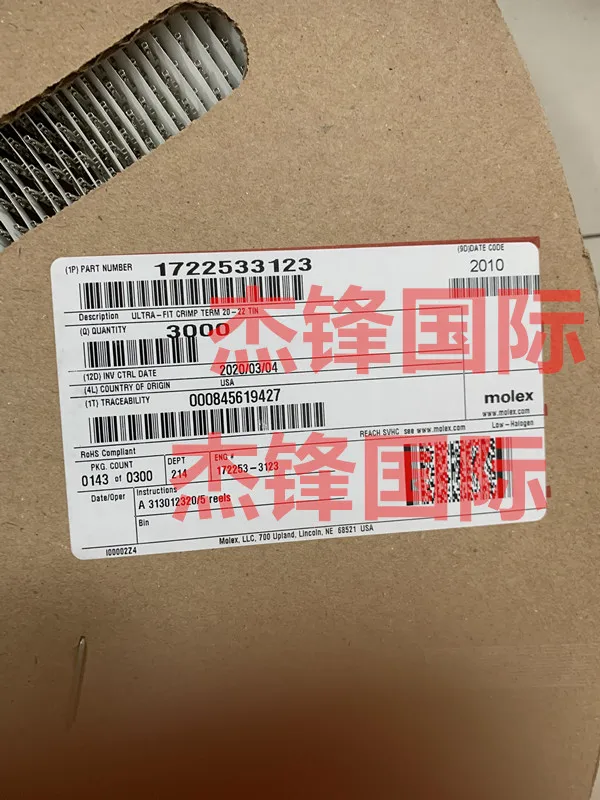 (1P) PART NUMBER 1722533123
(9D)DATE CODE
2010
Description ULTRA-FIT CRIMP TERM 20-22 TIN
(Q) QUANTITY 3000
杰锋国际
(12D) INV CTRL DATE 2020/03/04
(4L) COUNTRY OF ORIGIN USA
(1T) TRACEABILITY 000845619427
molex
www.molex.com
REACH SVHC see www.molex.com Low-Halogen
RoHS Compliant
PKG. COUNT
0143 of 0300
DEPT
214
ENG #
172253-3123
杰锋国际
Date/Oper
Instructions
A 313012320/5 reels
Bin
I00002Z4
Molex, LLC, 700 Upland, Lincoln, NE 68521 USA